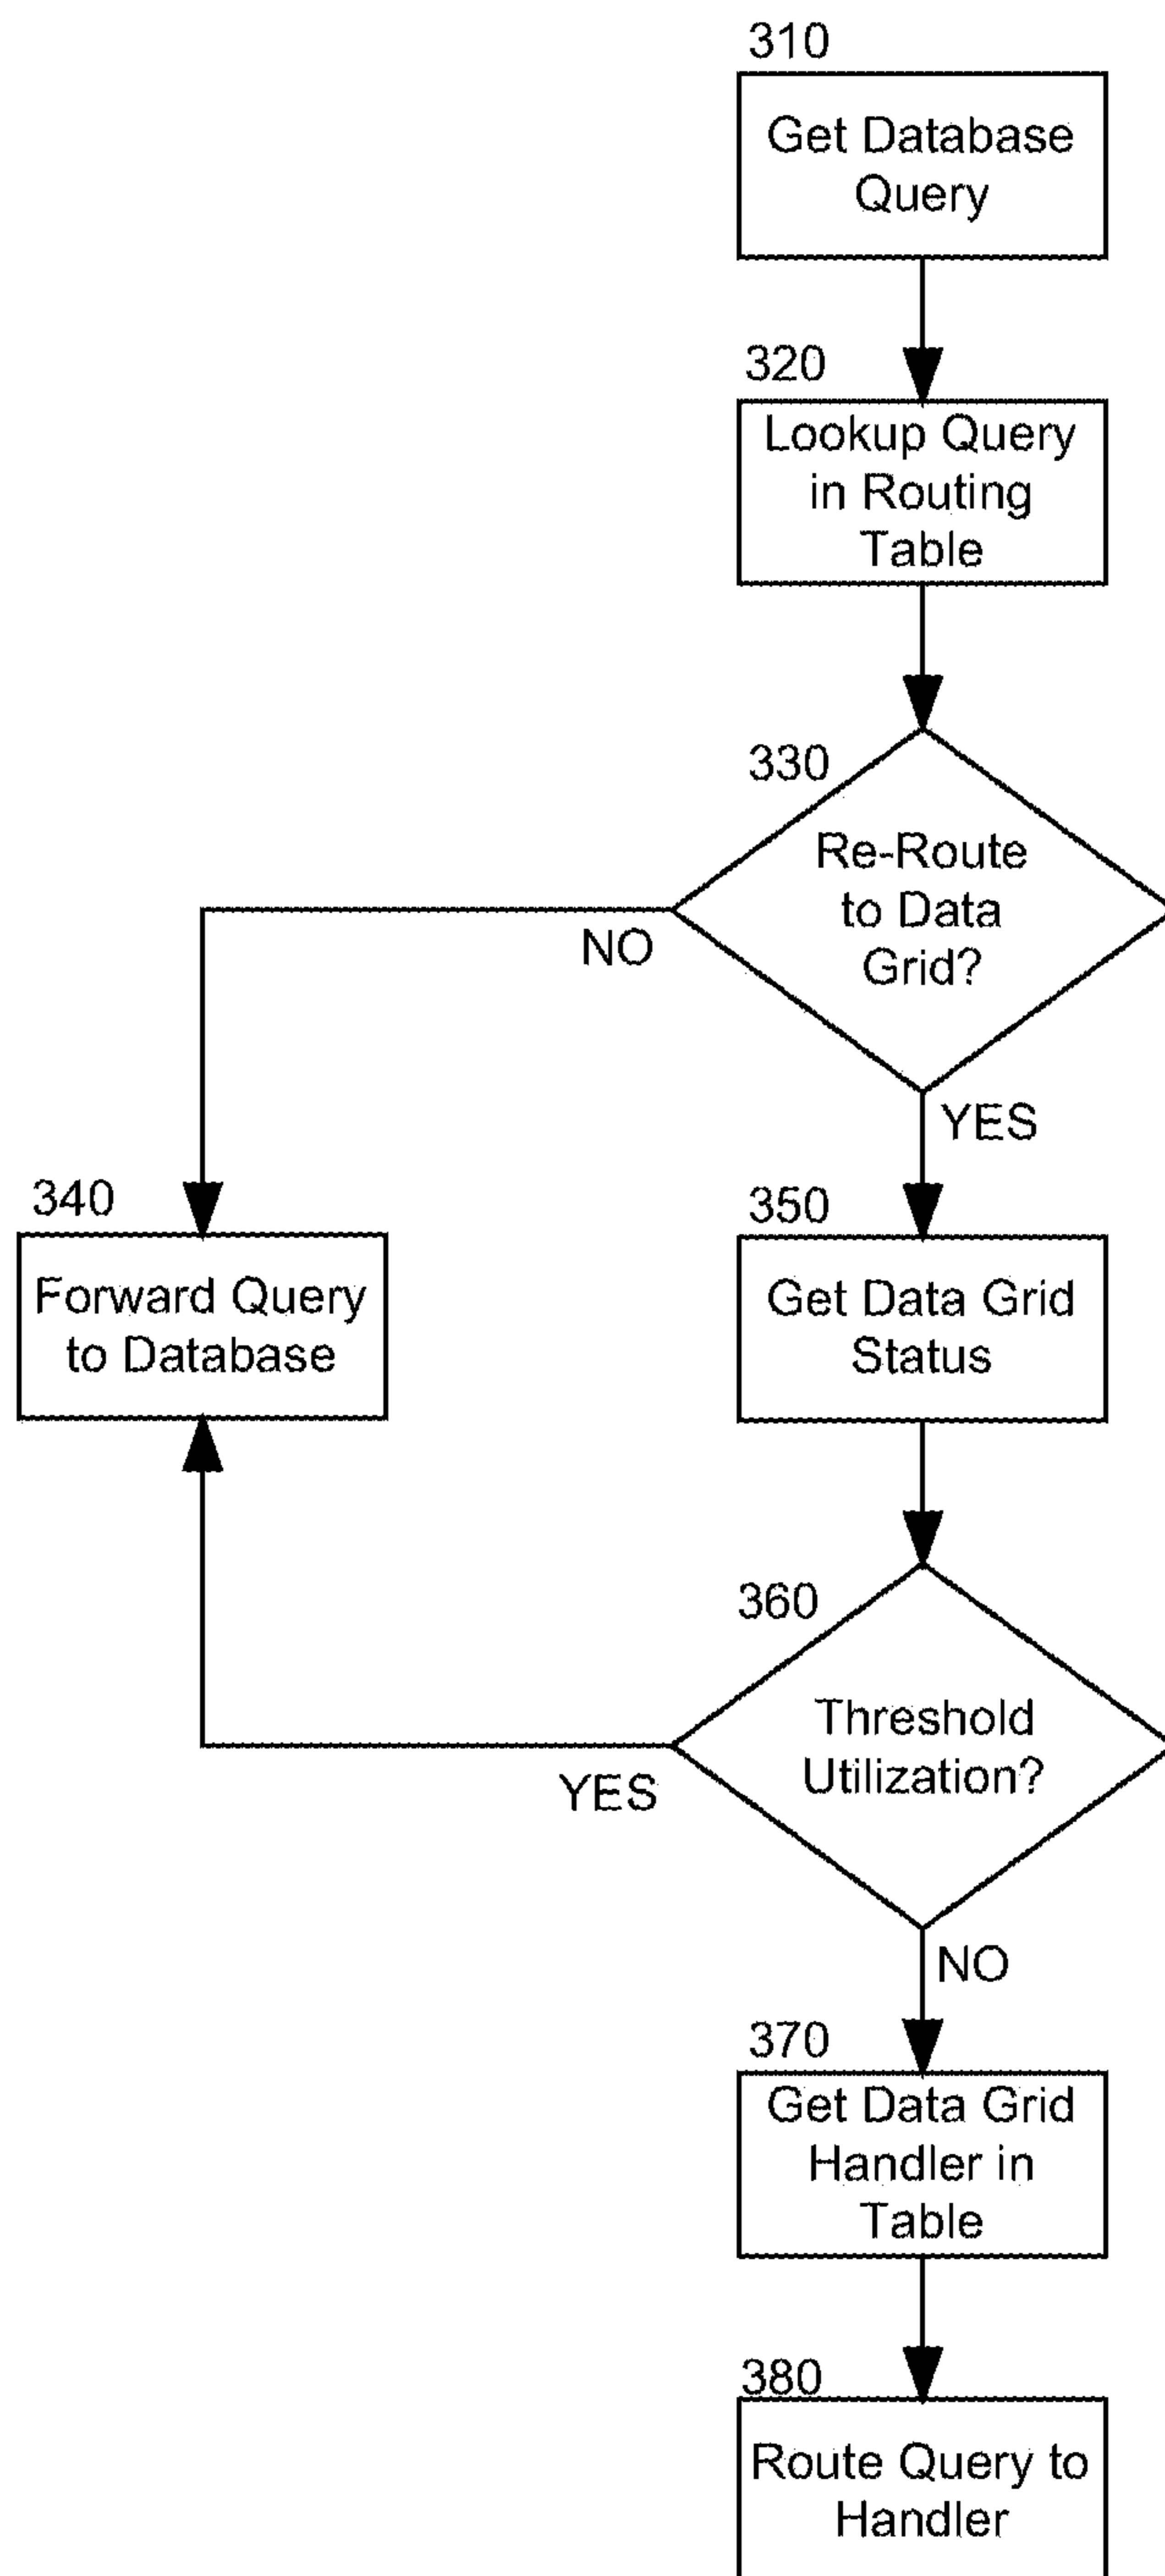 310
Get Database
Query
320
Lookup Query
in Routing
Table
330
Re-Route
to Data
Grid?
NO
YES
340
Forward Query
to Database
350
Get Data Grid
Status
360
Threshold
Utilization?
YES
NO
370
Get Data Grid
Handler in
Table
380
Route Query to
Handler